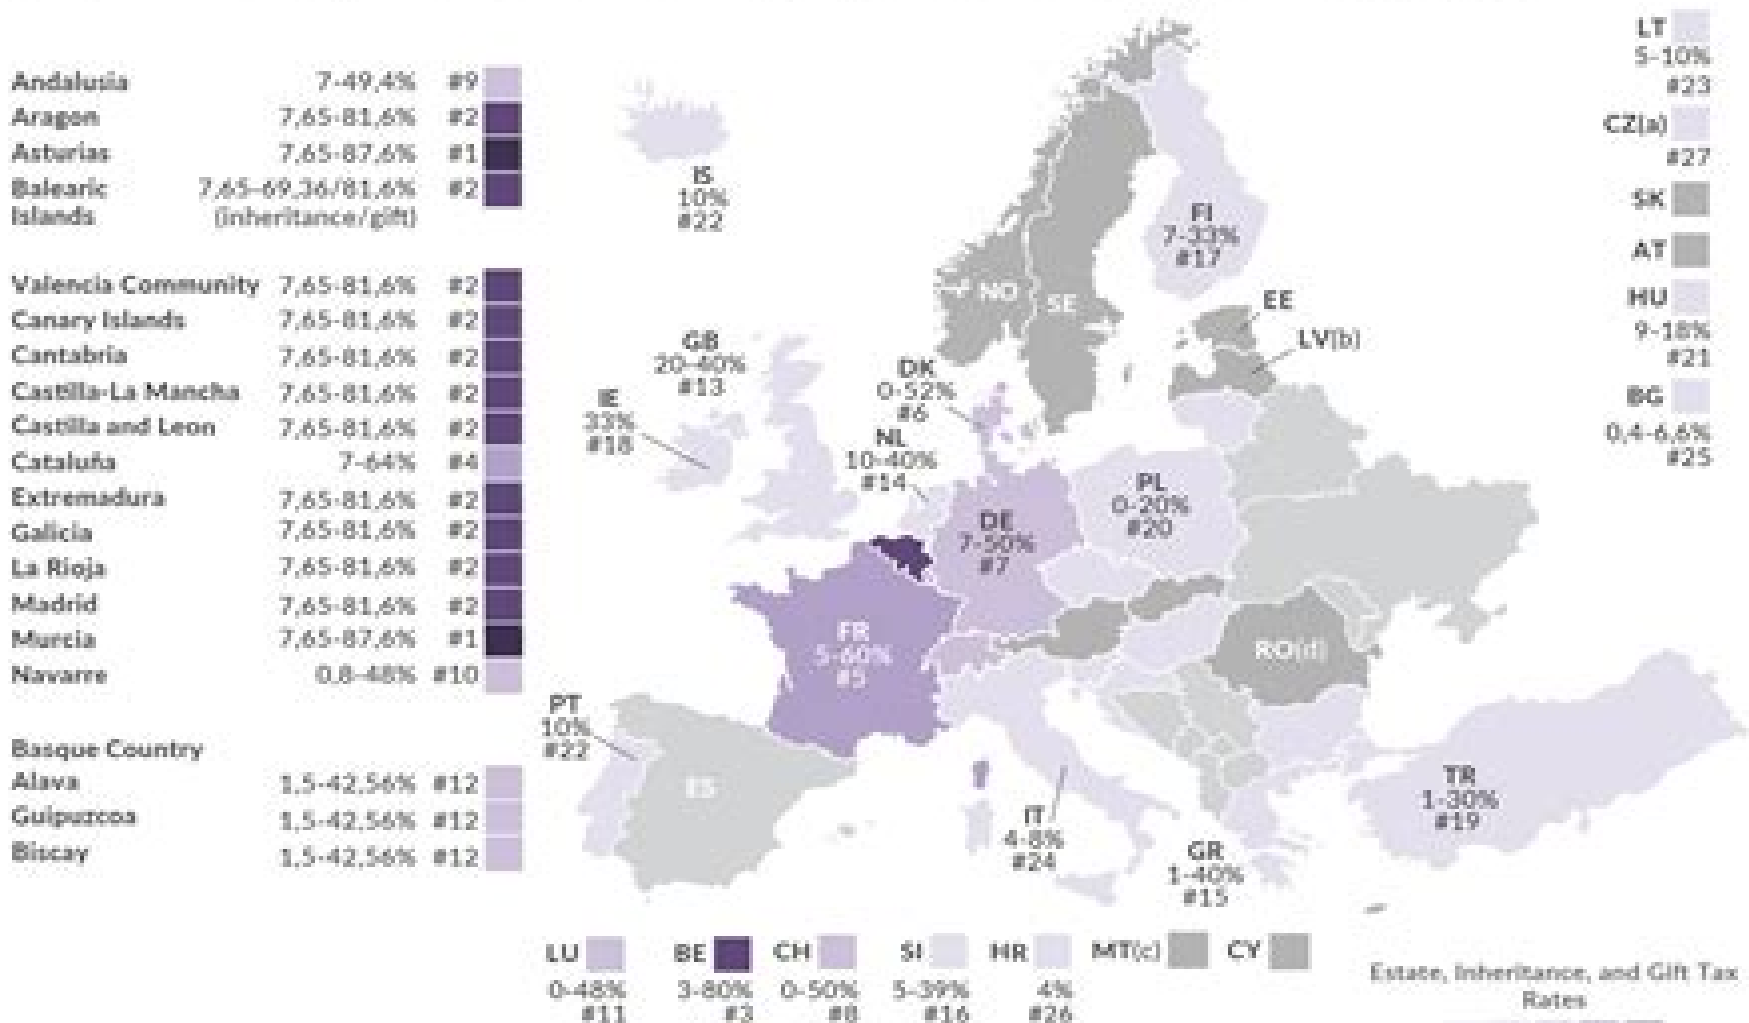 Andalusia 7-49,4% #9
Aragon 7,65-81,6% #2
Asturias 7,65-87,6% #1
Balearic 7,65-69,36/81,6% #2
Islands (inheritance/gift)
Valencia Community 7,65-81,6% #2
Canary Islands 7,65-81,6% #2
Cantabria 7,65-81,6% #2
Castilla-La Mancha 7,65-81,6% #2
Castilla and Leon 7,65-81,6% #2
Cataluña 7-64% #4
Extremadura 7,65-81,6% #2
Galicia 7,65-81,6% #2
La Rioja 7,65-81,6% #2
Madrid 7,65-81,6% #2
Murcia 7,65-87,6% #1
Navarre 0,8-48% #10
Basque Country
Alava 1,5-42,56% #12
Guipuzcoa 1,5-42,56% #12
Biscay 1,5-42,56% #12
IS
10%
#22
FI
7-33%
#17
NO
SE
EE
LV(b)
GB
20-40%
#13
IE
33%
#18
DK
0-52%
#6
NL
10-40%
#14
DE
7-50%
#7
PL
0-20%
#20
FR
5-60%
#5
RO(d)
PT
10%
#22
ES
IT
4-8%
#24
GR
1-40%
#15
TR
1-30%
#19
LT
5-10%
#23
CZ(a)
#27
SK
AT
HU
9-18%
#21
BG
0,4-6,6%
#25
LU
0-48%
#11
BE
3-80%
#3
CH
0-50%
#8
SI
5-39%
#16
HR
4%
#26
MT(c)
CY
Estate, Inheritance, and Gift Tax
Rates